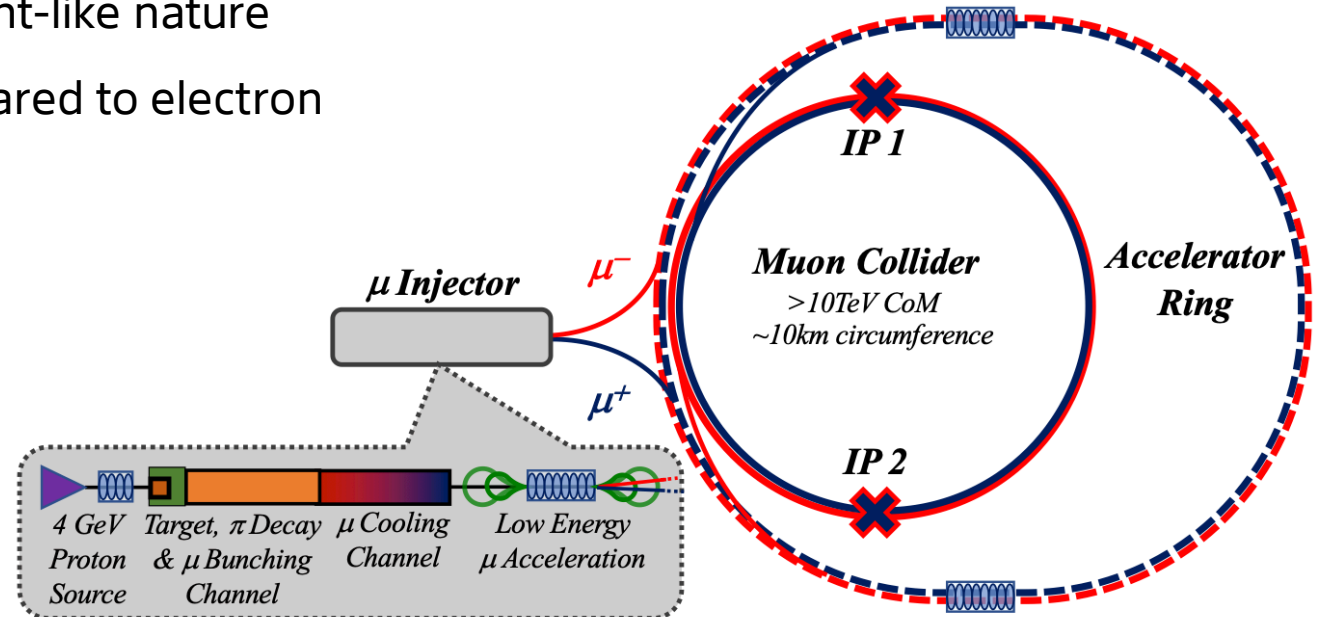 nt-like nature
ared to electron
IP 1
μ Injector
μ⁻
μ⁺
Muon Collider
>10TeV CoM
~10km circumference
Accelerator
Ring
IP 2
4 GeV
Proton
Source
Target, π Decay
& μ Bunching
Channel
μ Cooling
Channel
Low Energy
μ Acceleration